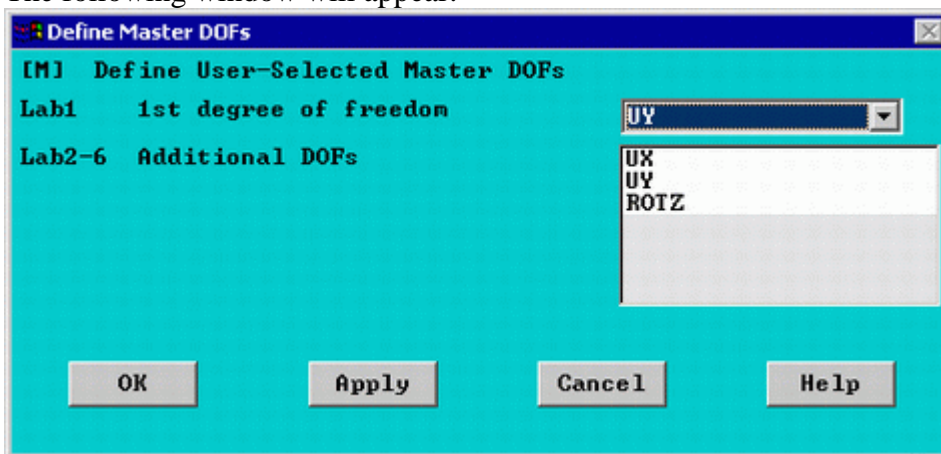 The following window will appear:
Define Master DOFs
[M] Define User-Selected Master DOFs
Lab1 1st degree of freedom UY
Lab2-6 Additional DOFs
UX
UY
ROTZ
OK Apply Cancel Help